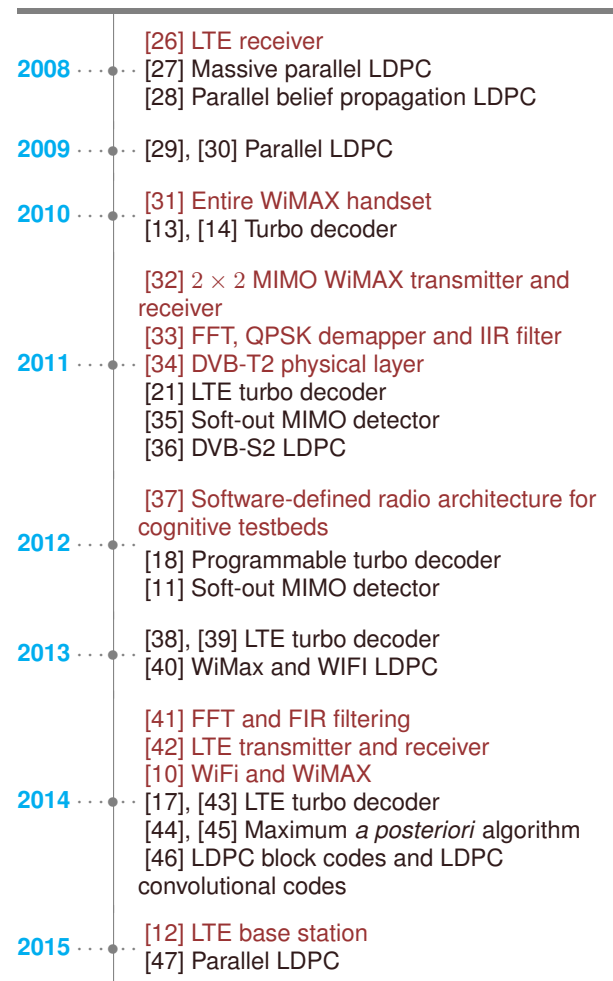 [26] LTE receiver
2008 [27] Massive parallel LDPC
[28] Parallel belief propagation LDPC
2009 [29], [30] Parallel LDPC
[31] Entire WiMAX handset
2010
[13], [14] Turbo decoder
[32] 2 × 2 MIMO WiMAX transmitter and
receiver
[33] FFT, QPSK demapper and IIR filter
2011 [34] DVB-T2 physical layer
[21] LTE turbo decoder
[35] Soft-out MIMO detector
[36] DVB-S2 LDPC
[37] Software-defined radio architecture for
cognitive testbeds
2012
[18] Programmable turbo decoder
[11] Soft-out MIMO detector
[38], [39] LTE turbo decoder
2013
[40] WiMax and WIFI LDPC
[41] FFT and FIR filtering
[42] LTE transmitter and receiver
[10] WiFi and WiMAX
2014 [17], [43] LTE turbo decoder
[44], [45] Maximum a posteriori algorithm
[46] LDPC block codes and LDPC
convolutional codes
[12] LTE base station
2015
[47] Parallel LDPC